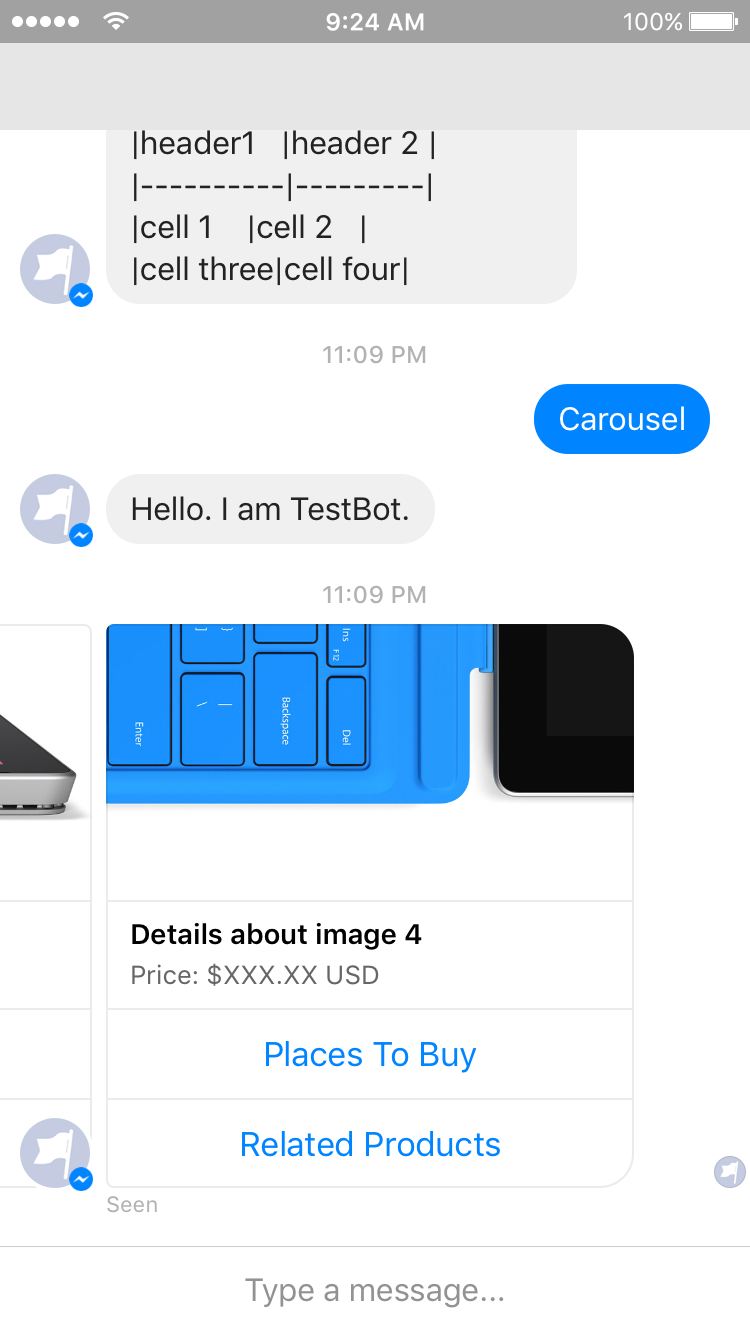 9:24 AM
100%
|header1 |header 2 |
|----------|---------|
|cell 1 |cell 2 |
|cell three|cell four|
11:09 PM
Carousel
Hello. I am TestBot.
11:09 PM
] }
Ins
F12
\ |
Enter
Backspace
Del
Details about image 4
Price: $XXX.XX USD
Places To Buy
Related Products
Seen
Type a message...